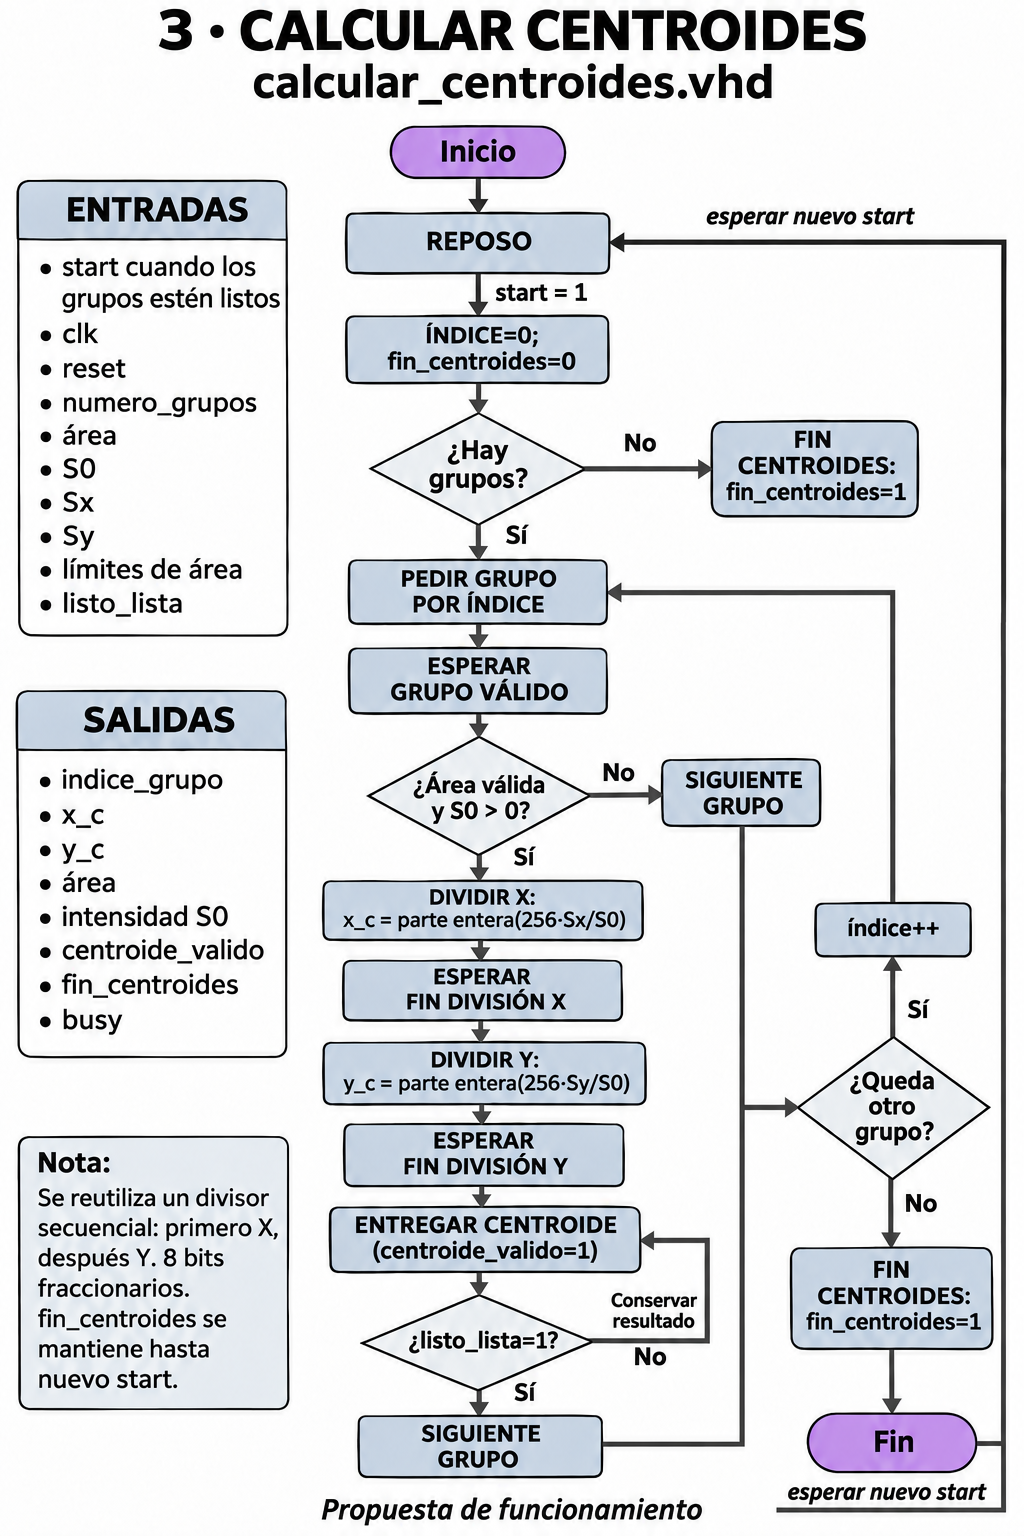 3 · CALCULAR CENTROIDES
calcular_centroides.vhd
Inicio
ENTRADAS
• start cuando los
grupos estén listos
• clk
• reset
• numero_grupos
• área
• S0
• Sx
• Sy
• límites de área
• listo_lista
SALIDAS
• indice_grupo
• x_c
• y_c
• área
• intensidad S0
• centroide_valido
• fin_centroides
• busy
Nota:
Se reutiliza un divisor
secuencial: primero X,
después Y. 8 bits
fraccionarios.
fin_centroides se
mantiene hasta
nuevo start.
REPOSO
esperar nuevo start
start = 1
ÍNDICE=0;
fin_centroides=0
¿Hay
grupos?
No
FIN
CENTROIDES:
fin_centroides=1
Sí
PEDIR GRUPO
POR ÍNDICE
ESPERAR
GRUPO VÁLIDO
¿Área válida
y S0 > 0?
No
SIGUIENTE
GRUPO
Sí
DIVIDIR X:
x_c = parte entera(256·Sx/S0)
ESPERAR
FIN DIVISIÓN X
DIVIDIR Y:
y_c = parte entera(256·Sy/S0)
ESPERAR
FIN DIVISIÓN Y
ENTREGAR CENTROIDE
(centroide_valido=1)
Conservar
resultado
¿listo_lista=1?
No
Sí
SIGUIENTE
GRUPO
índice++
Sí
¿Queda
otro
grupo?
No
FIN
CENTROIDES:
fin_centroides=1
Fin
esperar nuevo start
Propuesta de funcionamiento